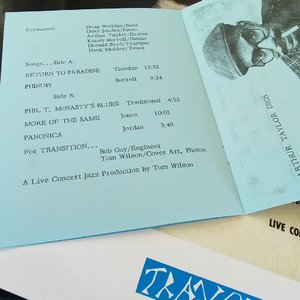 Personnel: Doug Watkins/Bass
Duke Jordan/Piano
Arthur Taylor/Drums
Kenny Burrell/Guitar
Donald Byrd/Trumpet
Hank Mobley/Tenor
Songs... Side A:
RETURN TO PARADISE Tiomkin 12:52
PHINUPI Burrell 9:24
Side B:
PHIL T. McNASTY'S BLUES Traditional 4:53
MORE OF THE SAME Jones 10:01
PANONICA Jordan 3:49
For TRANSITION... Bob Guy/Engineer
Tom Wilson/Cover Art, Photos
A Live Concert Jazz Production by Tom Wilson
ARTHUR TAYLOR DIGS
LIVE CO
TRANS